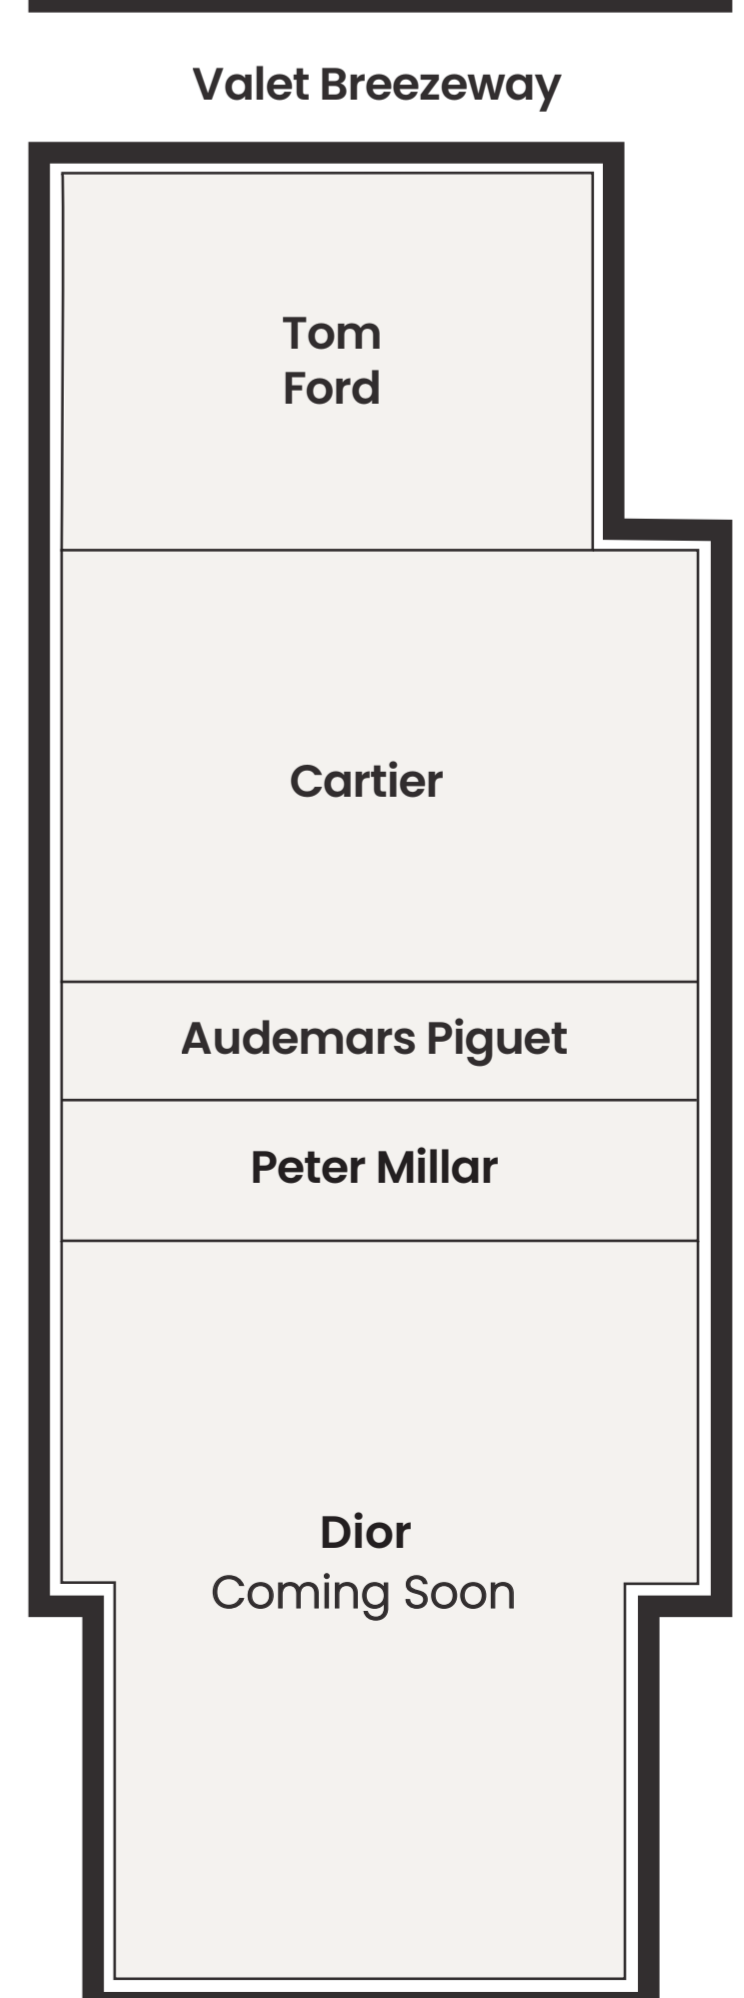 Valet Breezeway
Tom
Ford
Cartier
Audemars Piguet
Peter Millar
Dior
Coming Soon